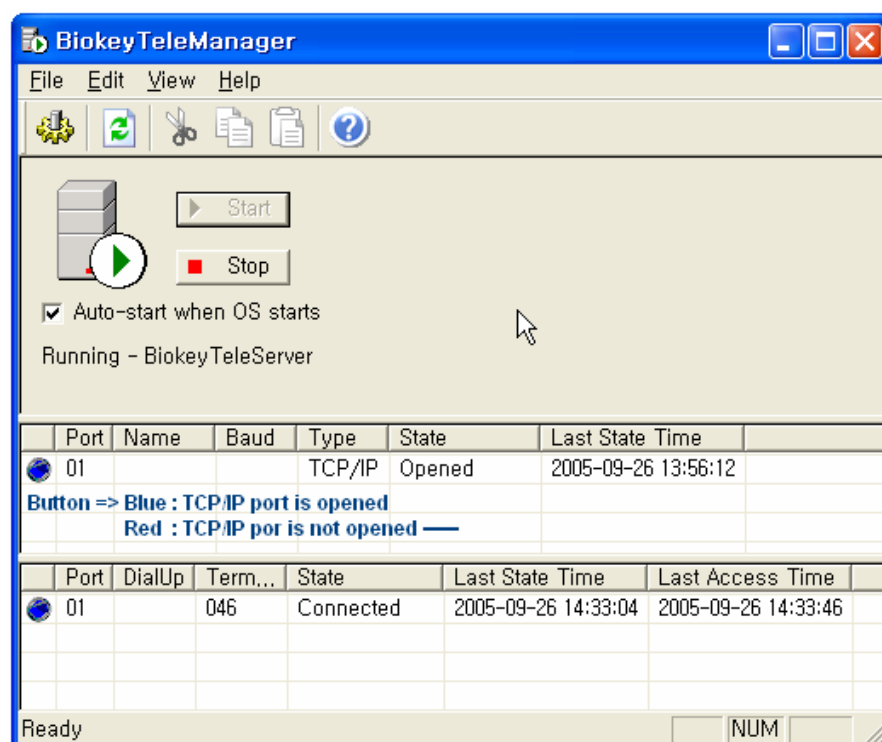 BiokeyTeleManager
File Edit View Help
Start
Stop
Auto-start when OS starts
Running - BiokeyTeleServer
Port Name Baud Type State Last State Time
01 TCP/IP Opened 2005-09-26 13:56:12
Button => Blue : TCP/IP port is opened
Red : TCP/IP por is not opened
Port DialUp Term... State Last State Time Last Access Time
01 046 Connected 2005-09-26 14:33:04 2005-09-26 14:33:46
Ready NUM